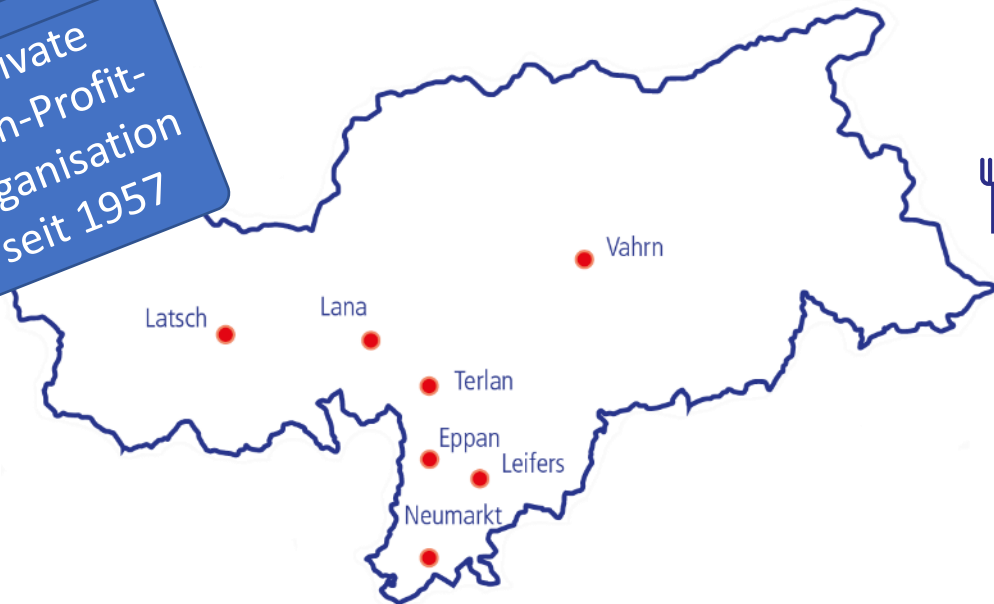 ivate
n-Profit-
ganisation
seit 1957
Vahrn
Latsch
Lana
Terlan
Eppan
Leifers
Neumarkt